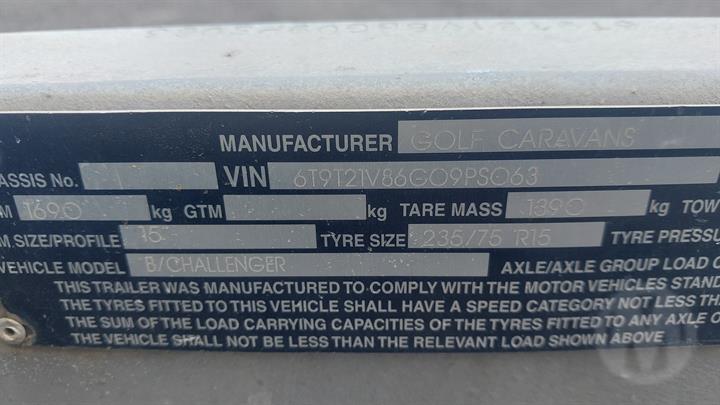 MANUFACTURER GOLF CARAVANS
ASSIS No. VIN 6T9T21V86G09PS063
M 1690 kg GTM kg TARE MASS 1390 kg TOW
M SIZE/PROFILE 15 TYRE SIZE 235/75 R15 TYRE PRESSU
VEHICLE MODEL B/CHALLENGER AXLE/AXLE GROUP LOAD C
THIS TRAILER WAS MANUFACTURED TO COMPLY WITH THE MOTOR VEHICLES STAND
THE TYRES FITTED TO THIS VEHICLE SHALL HAVE A SPEED CATEGORY NOT LESS THA
THE SUM OF THE LOAD CARRYING CAPACITIES OF THE TYRES FITTED TO ANY AXLE O
THE VEHICLE SHALL NOT BE LESS THAN THE RELEVANT LOAD SHOWN ABOVE